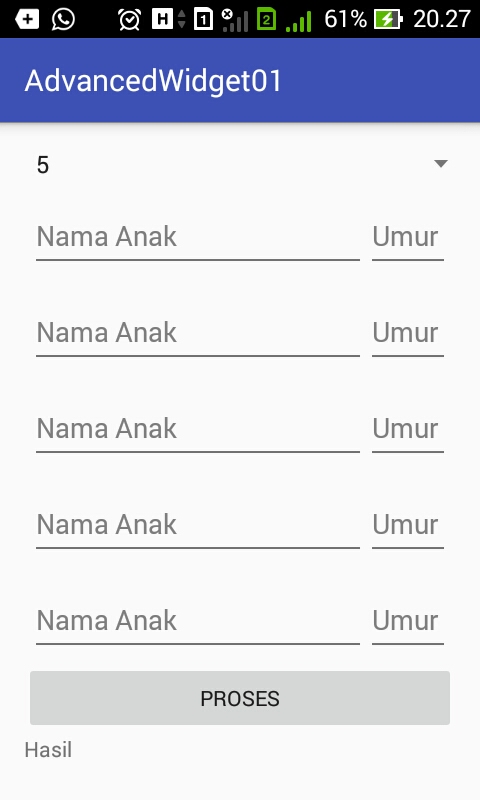 H 1 2 61% 20.27
AdvancedWidget01
5
Nama Anak Umur
Nama Anak Umur
Nama Anak Umur
Nama Anak Umur
Nama Anak Umur
PROSES
Hasil